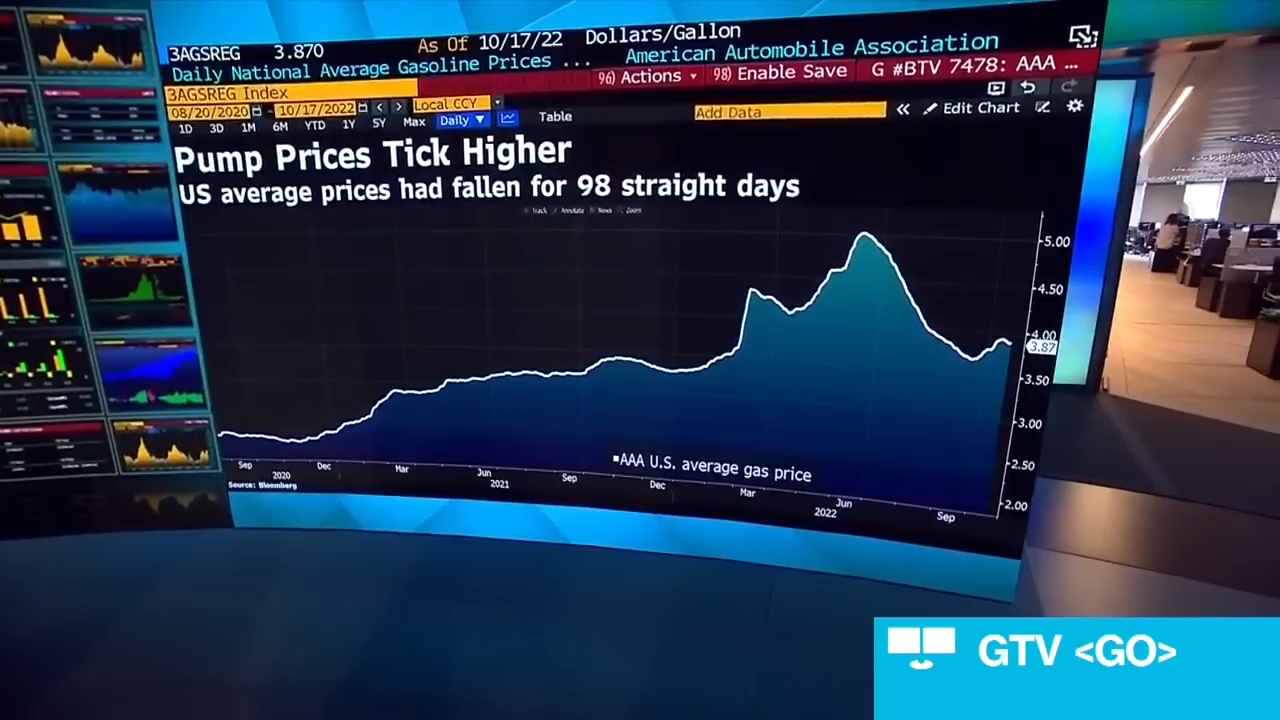 3AGSREG 3.870 As Of 10/17/22 Dollars/Gallon
Daily National Average Gasoline Prices ... American Automobile Association
3AGSREG Index 96) Actions 98) Enable Save G #BTV 7478: AAA ...
08/20/2020 - 10/17/2022 Local CCY Add Data Edit Chart
1D 3D 1M 6M YTD 1Y 5Y Max Daily Table
Pump Prices Tick Higher
US average prices had fallen for 98 straight days
Track Annotate News Zoom
5.00
4.50
4.00
3.87
3.50
3.00
2.50
2.00
AAA U.S. average gas price
Sep Dec Mar Jun Sep Dec Mar Jun Sep
2020 2021 2022
Source: Bloomberg
GTV <GO>